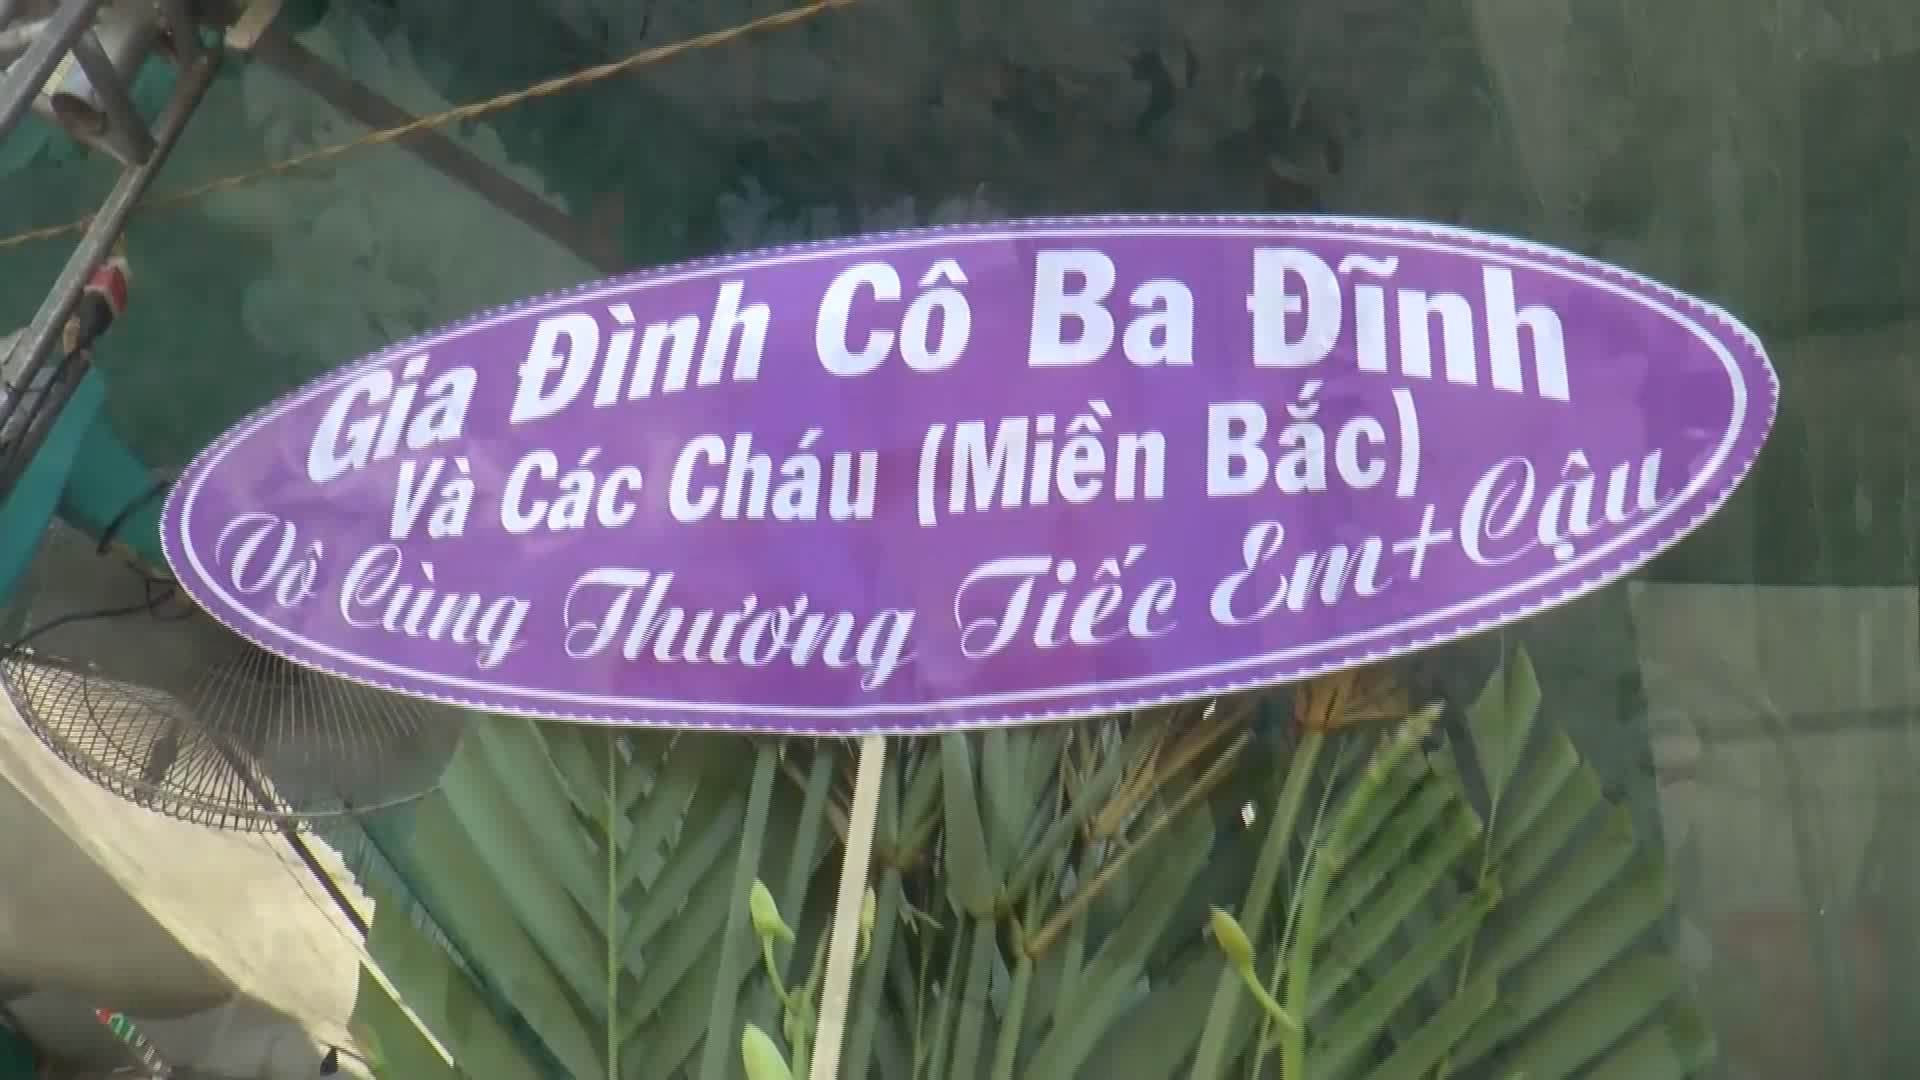 Gia Đình Cô Ba Đĩnh
Và Các Cháu (Miền Bắc)
Vô Cùng Thương Tiếc Em+Cậu